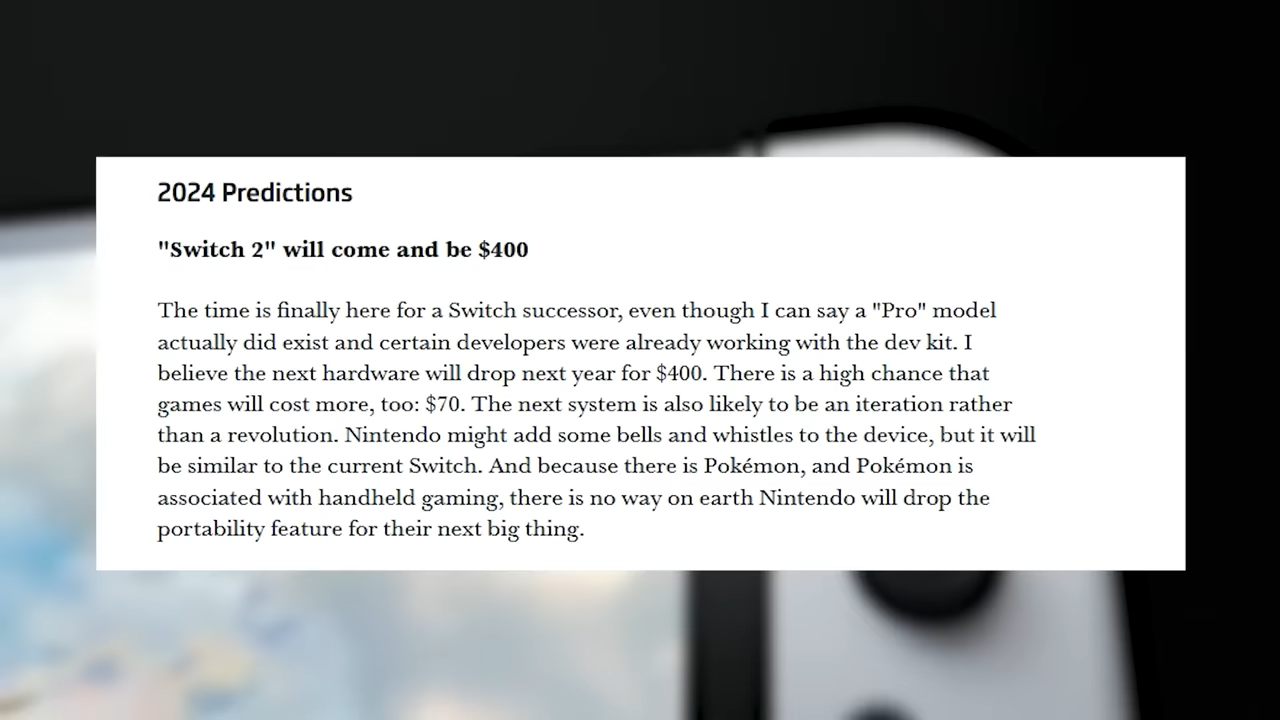 2024 Predictions
"Switch 2" will come and be $400
The time is finally here for a Switch successor, even though I can say a "Pro" model
actually did exist and certain developers were already working with the dev kit. I
believe the next hardware will drop next year for $400. There is a high chance that
games will cost more, too: $70. The next system is also likely to be an iteration rather
than a revolution. Nintendo might add some bells and whistles to the device, but it will
be similar to the current Switch. And because there is Pokémon, and Pokémon is
associated with handheld gaming, there is no way on earth Nintendo will drop the
portability feature for their next big thing.